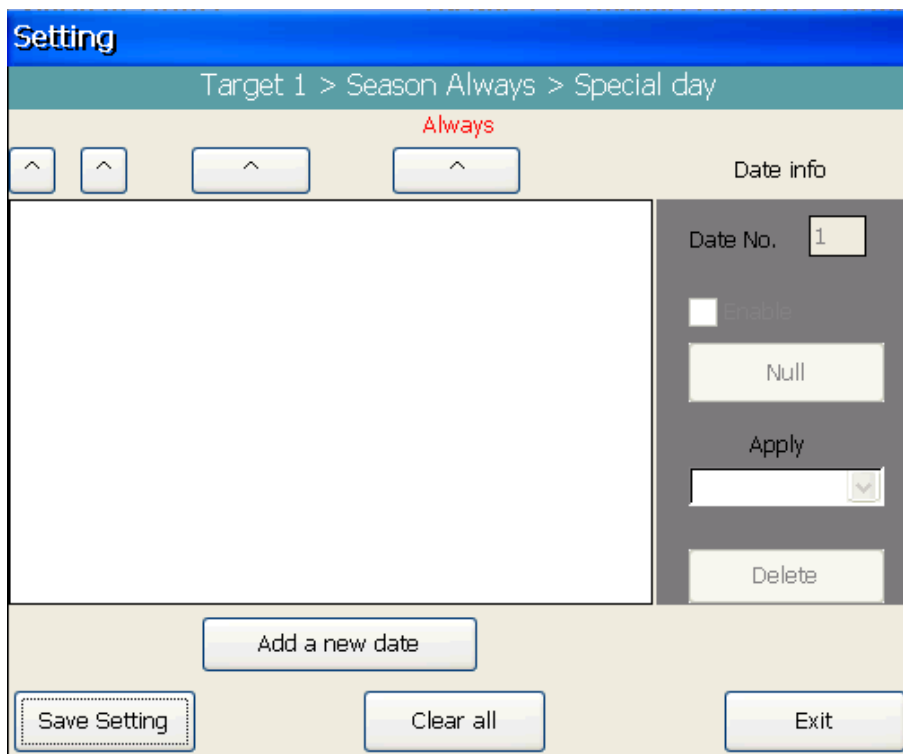 Setting
Target 1 > Season Always > Special day
Always
^ ^ ^ ^ Date info
Date No. 1
Enable
Null
Apply
Delete
Add a new date
Save Setting Clear all Exit